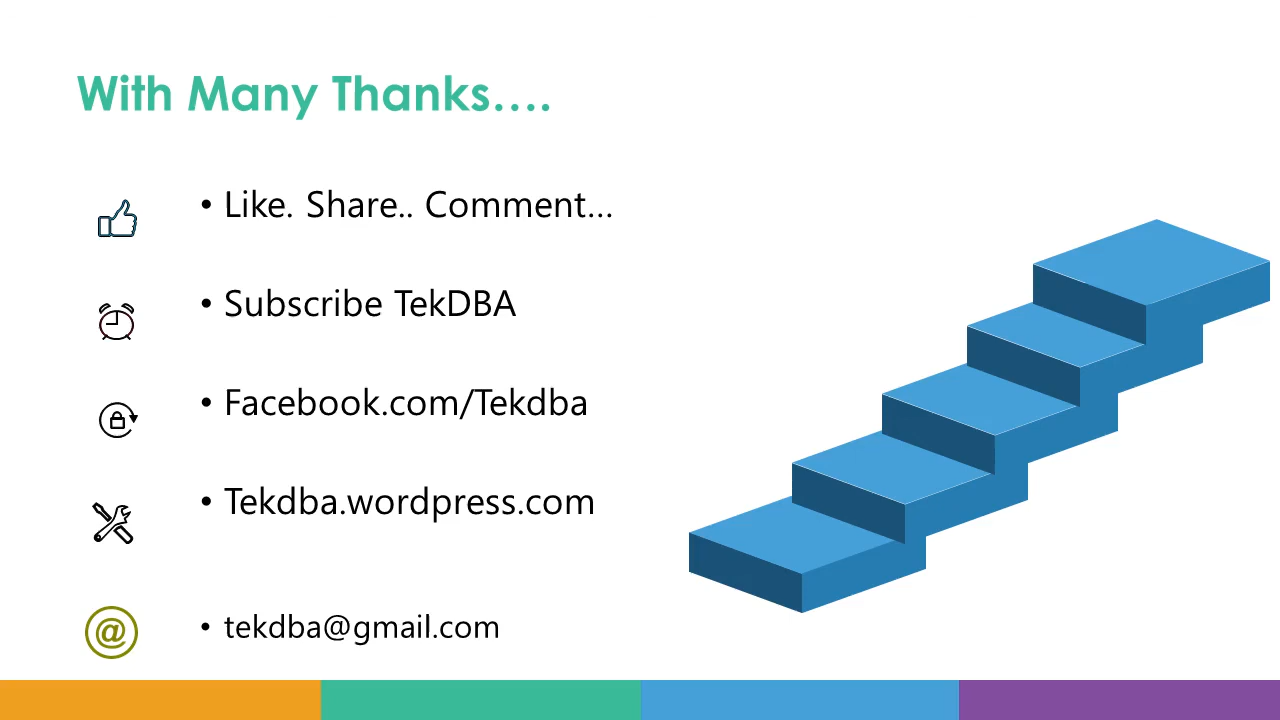 With Many Thanks....
• Like. Share.. Comment...
• Subscribe TekDBA
• Facebook.com/Tekdba
• Tekdba.wordpress.com
@
• tekdba@gmail.com